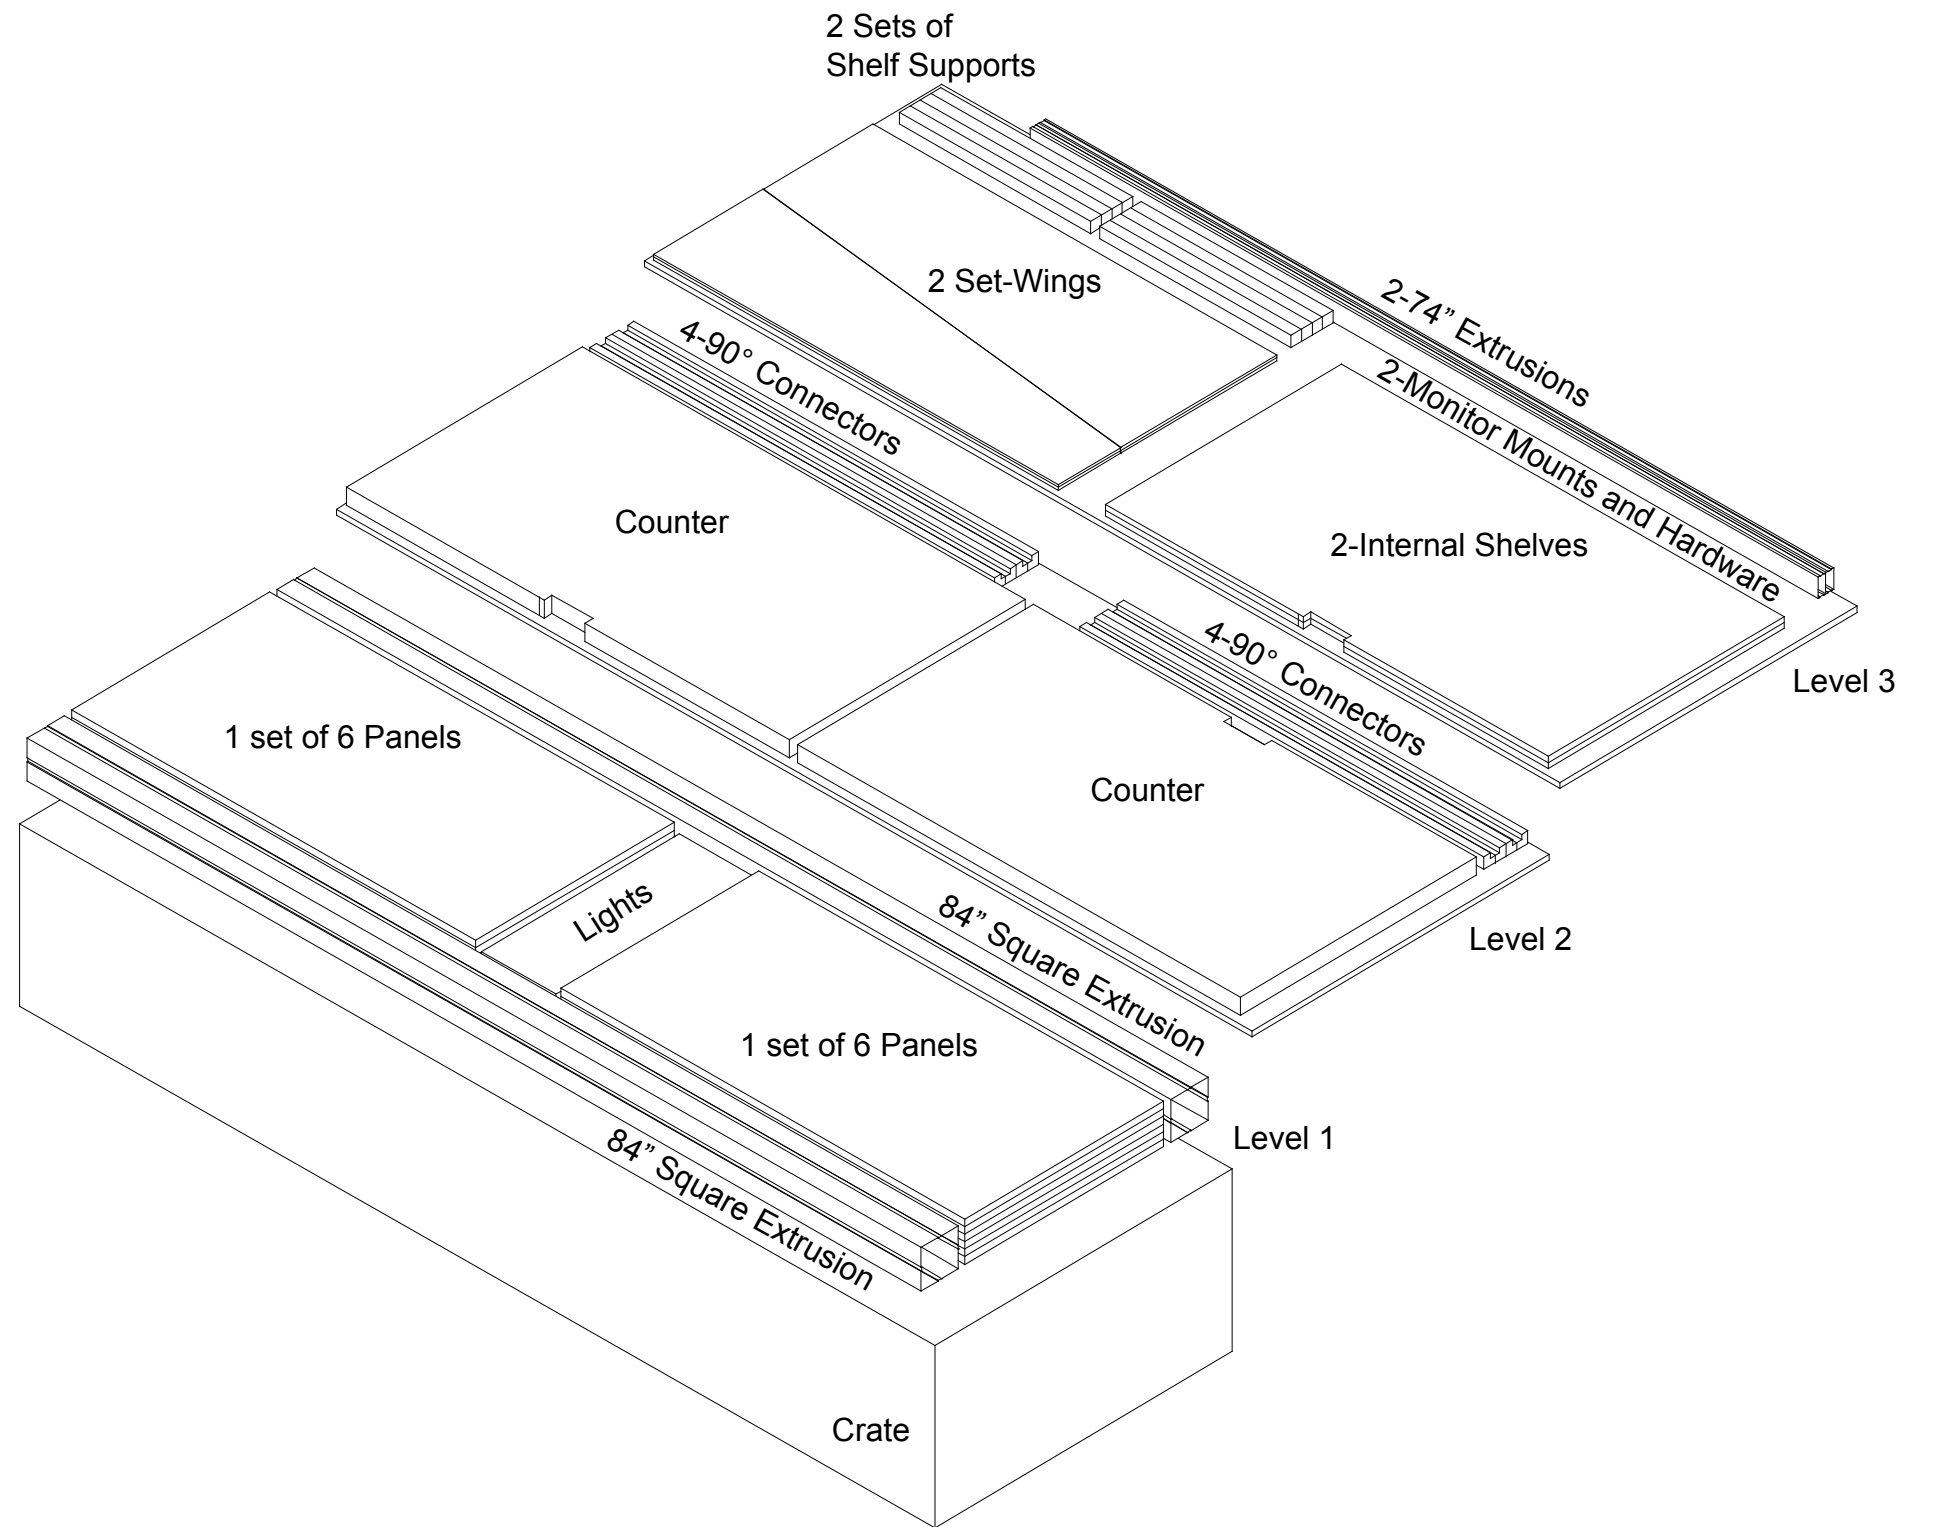 2 Sets of
Shelf Supports
2 Set-Wings
2-74” Extrusions
2-Monitor Mounts and Hardware
2-Internal Shelves
Level 3
4-90° Connectors
Counter
4-90° Connectors
Counter
Level 2
1 set of 6 Panels
Lights
84” Square Extrusion
1 set of 6 Panels
84” Square Extrusion
Level 1
Crate